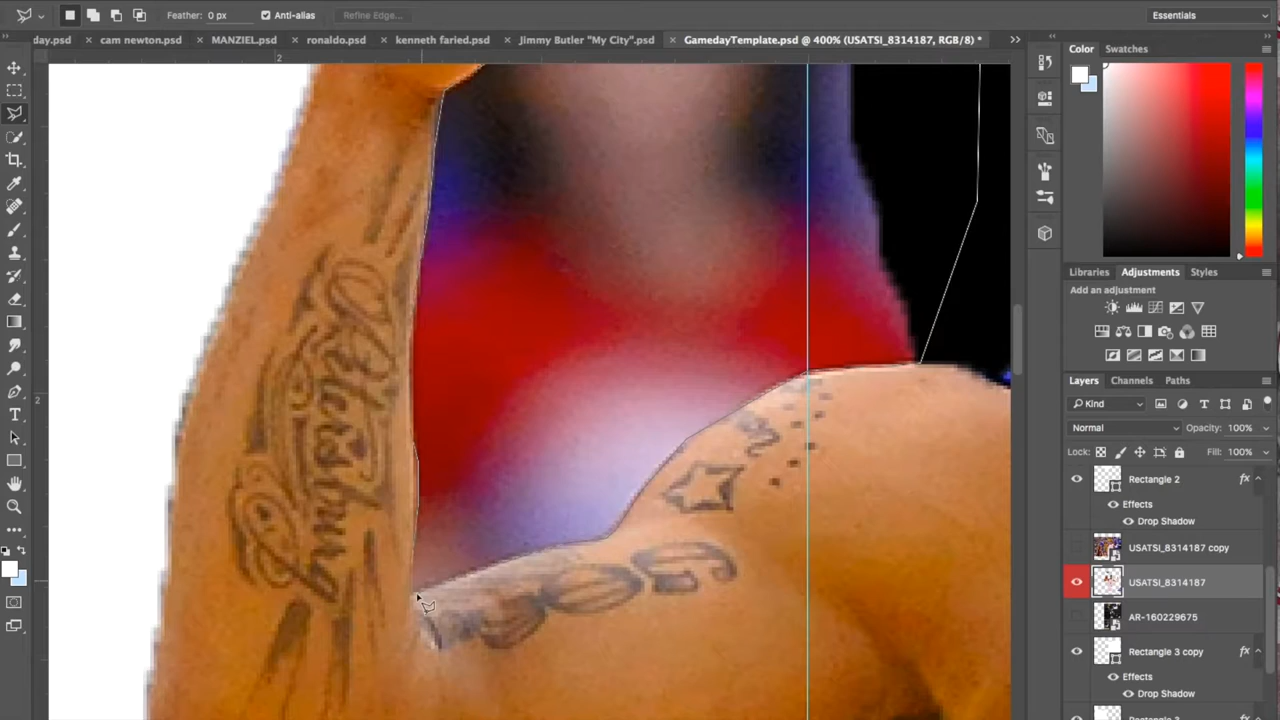 Feather: 0 px Anti-alias Refine Edge... Essentials
day.psd × cam newton.psd × MANZIEL.psd × ronaldo.psd × kenneth faried.psd × Jimmy Butler "My City".psd × GamedayTemplate.psd @ 400% (USATSI_8314187, RGB/8) *
2
2
Petersburg
Color Swatches
Libraries Adjustments Styles
Add an adjustment
Layers Channels Paths
Kind
Normal Opacity: 100%
Lock: Fill: 100%
Rectangle 2 fx
Effects
Drop Shadow
USATSI_8314187 copy
USATSI_8314187
AR-160229675
Rectangle 3 copy fx
Effects
Drop Shadow